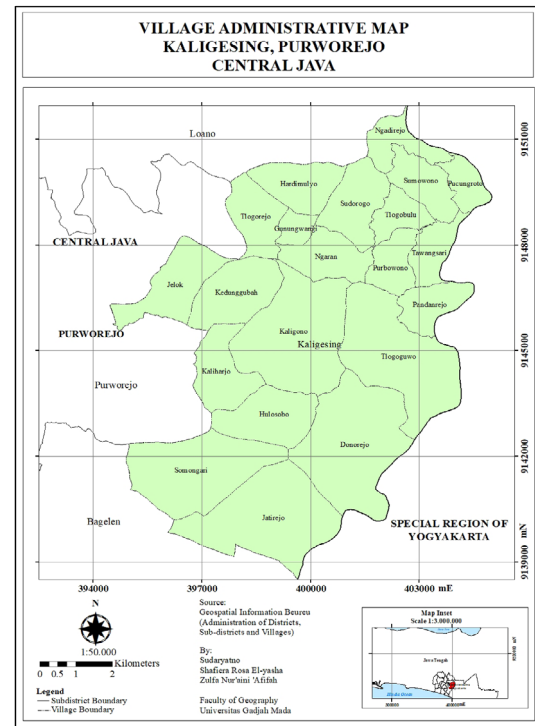 VILLAGE ADMINISTRATIVE MAP
KALIGESING, PURWOREJO
CENTRAL JAVA
Loano
Ngadirejo
9151000
Hardimulyo
Sudorogo
Sumowono
Pucungroto
Tlogorejo
Tlogobulu
Gunungwangi
CENTRAL JAVA
9148000
Ngaran
Purbowono
Tawangsari
Jelok
Kedunggubah
Pandanrejo
PURWOREJO
Kaligono
Kaligesing
9145000
Tlogoguwo
Purworejo
Kaliharjo
Hulosobo
Donorejo
9142000
Somongari
Bagelen
Jatirejo
SPECIAL REGION OF
YOGYAKARTA
9139000 mN
394000
397000
400000
403000 mE
N
1:50.000
0 0.5 1 2 Kilometers
Legend
Subdistrict Boundary
Village Boundary
Source:
Geospatial Information Beureu
(Administration of Districts,
Sub-districts and Villages)
By:
Sudaryatno
Shafiera Rosa El-yasha
Zulfa Nur'aini 'Afifah
Faculty of Geography
Universitas Gadjah Mada
Map Inset
Scale 1:3.000.000
Jawa Tengah